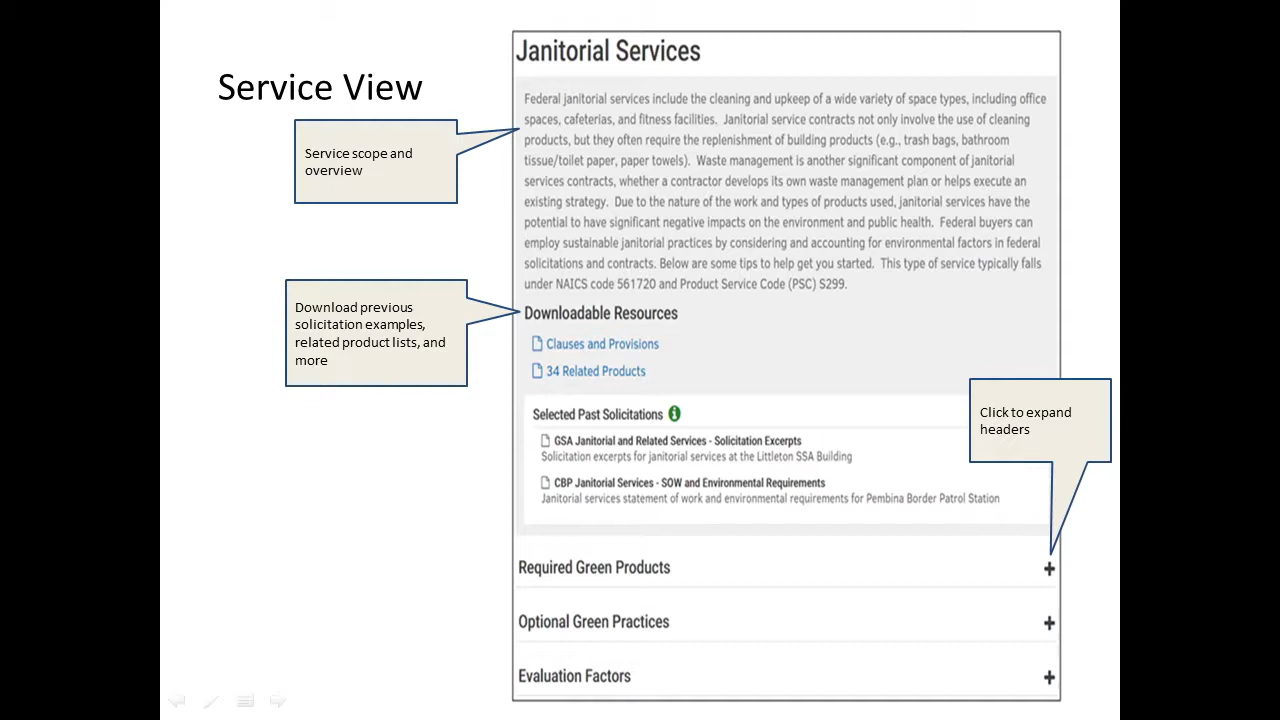 Service View
Service scope and
overview
Download previous
solicitation examples,
related product lists, and
more
Janitorial Services
Federal janitorial services include the cleaning and upkeep of a wide variety of space types, including office
spaces, cafeterias, and fitness facilities. Janitorial service contracts not only involve the use of cleaning
products, but they often require the replenishment of building products (e.g., trash bags, bathroom
tissue/toilet paper, paper towels). Waste management is another significant component of janitorial
services contracts, whether a contractor develops its own waste management plan or helps execute an
existing strategy. Due to the nature of the work and types of products used, janitorial services have the
potential to have significant negative impacts on the environment and public health. Federal buyers can
employ sustainable janitorial practices by considering and accounting for environmental factors in federal
solicitations and contracts. Below are some tips to help get you started. This type of service typically falls
under NAICS code 561720 and Product Service Code (PSC) S299.
Downloadable Resources
Clauses and Provisions
34 Related Products
Selected Past Solicitations
GSA Janitorial and Related Services - Solicitation Excerpts
Solicitation excerpts for janitorial services at the Littleton SSA Building
CBP Janitorial Services - SOW and Environmental Requirements
Janitorial services statement of work and environmental requirements for Pembina Border Patrol Station
Click to expand
headers
Required Green Products
Optional Green Practices
Evaluation Factors